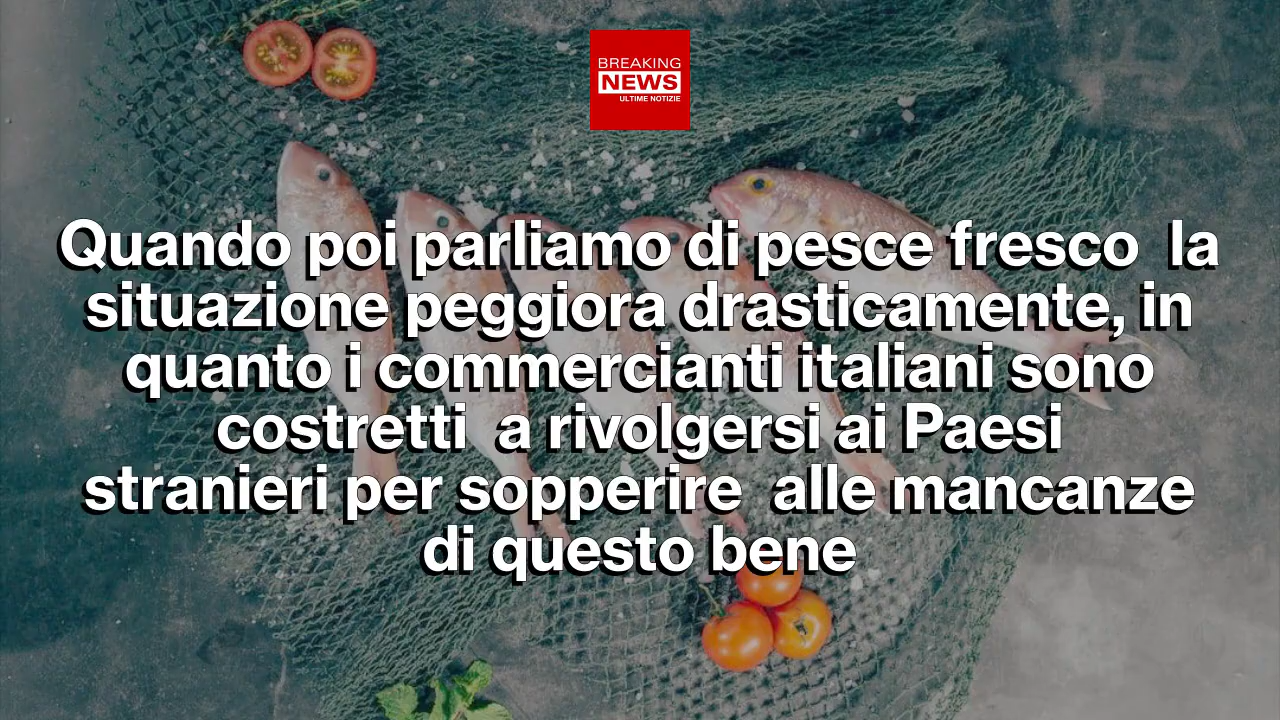 BREAKING
NEWS
ULTIME NOTIZIE
Quando poi parliamo di pesce fresco  la
situazione peggiora drasticamente, in
quanto i commercianti italiani sono
costretti  a rivolgersi ai Paesi
stranieri per sopperire  alle mancanze
di questo bene